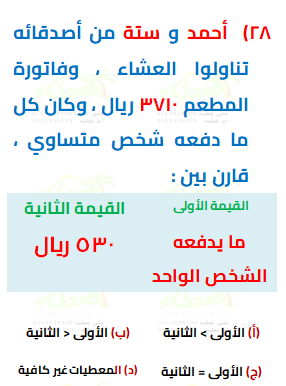 ٢٨) أحمد و ستة من أصدقائه
تناولوا العشاء ، وفاتورة
المطعم ٣٧١٠ ريال ، وكان كل
ما دفعه شخص متساوي ،
قارن بين :
القيمة الأولى القيمة الثانية
ما يدفعه
الشخص الواحد
٥٣٠ ريال
(أ) الأولى > الثانية (ب) الأولى < الثانية
(ج) الأولى = الثانية (د) المعطيات غير كافية